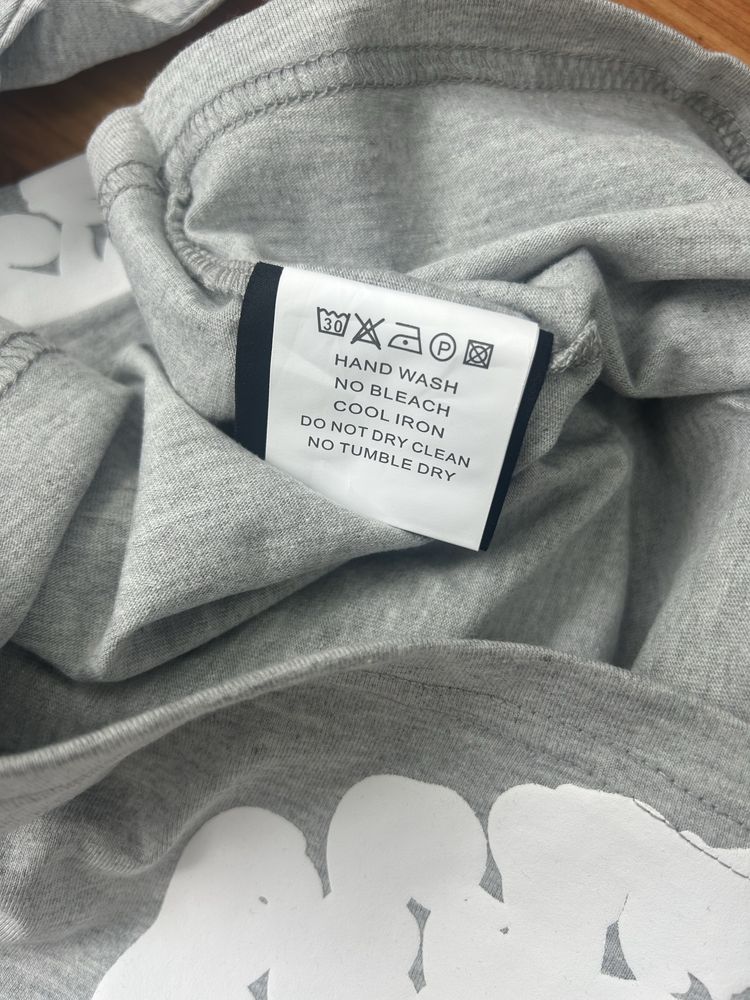 30 P
HAND WASH
NO BLEACH
COOL IRON
DO NOT DRY CLEAN
NO TUMBLE DRY